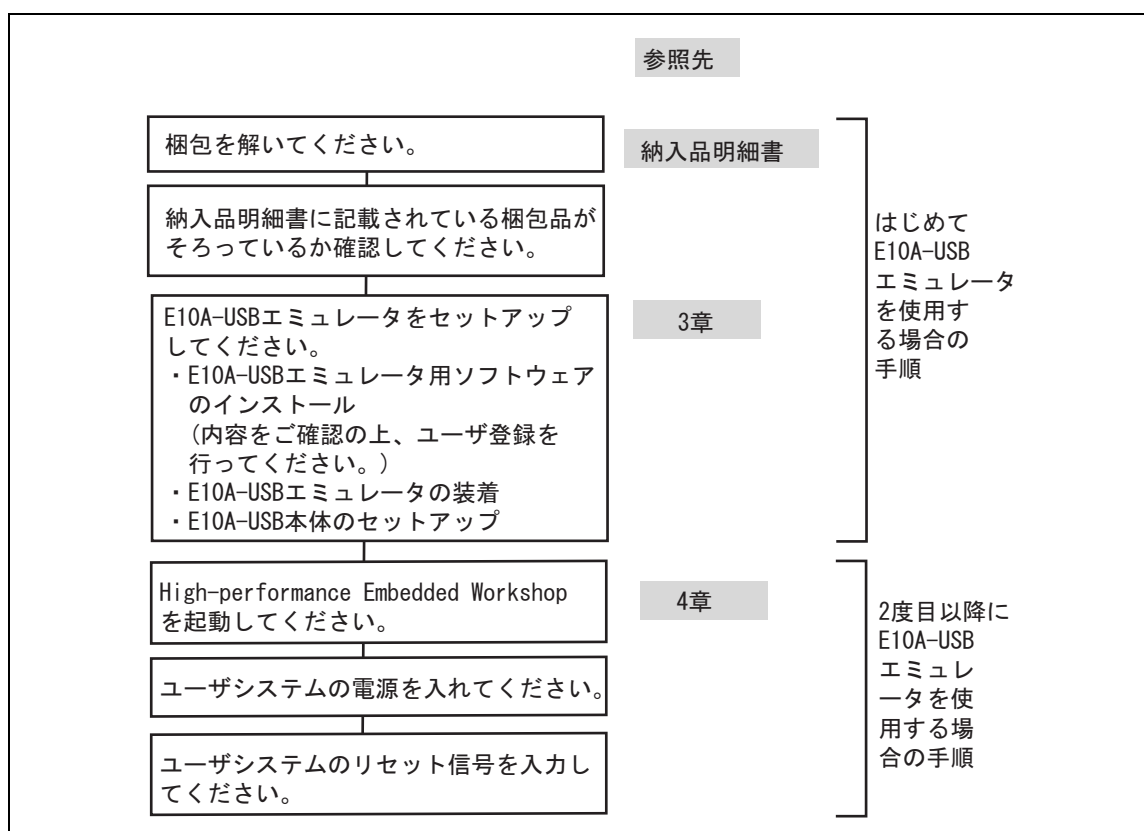 参照先
梱包を解いてください。
納入品明細書
納入品明細書に記載されている梱包品が
そろっているか確認してください。
E10A-USBエミュレータをセットアップ
してください。
・E10A-USBエミュレータ用ソフトウェア
のインストール
(内容をご確認の上、ユーザ登録を
行ってください。)
・E10A-USBエミュレータの装着
・E10A-USB本体のセットアップ
3章
はじめて
E10A-USB
エミュレータ
を使用す
る場合の
手順
High-performance Embedded Workshop
を起動してください。
4章
ユーザシステムの電源を入れてください。
ユーザシステムのリセット信号を入力し
てください。
2度目以降に
E10A-USB
エミュレ
ータを使
用する場
合の手順